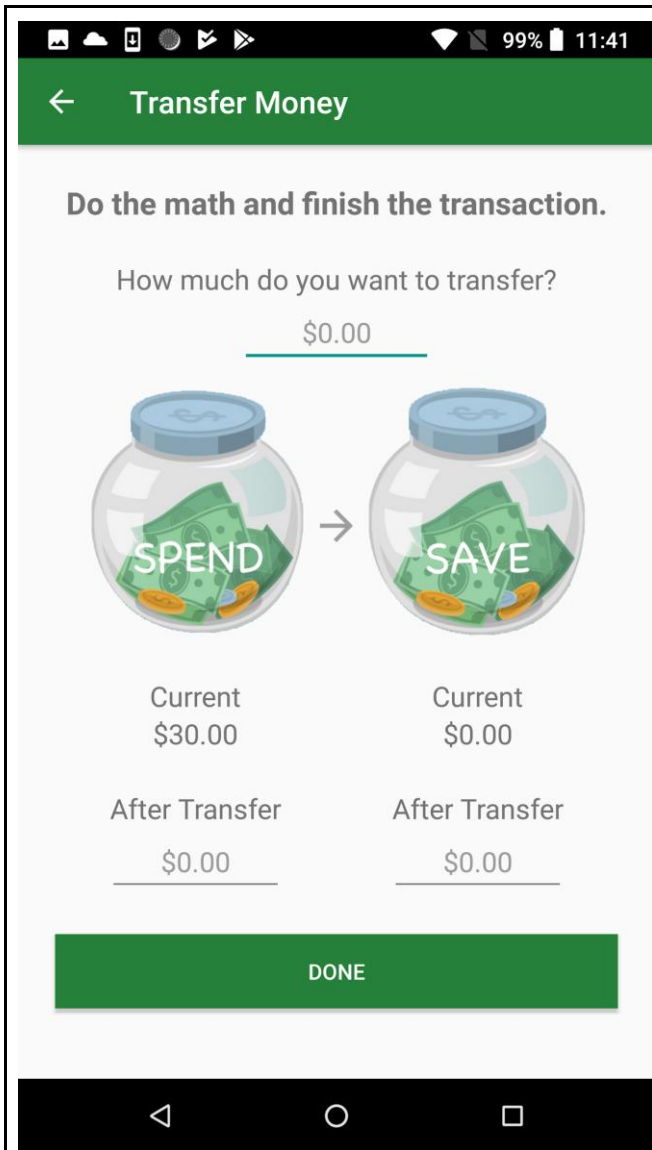 99% 11:41
Transfer Money
Do the math and finish the transaction.
How much do you want to transfer?
$0.00
SPEND SAVE
Current Current
$30.00 $0.00
After Transfer After Transfer
$0.00 $0.00
DONE